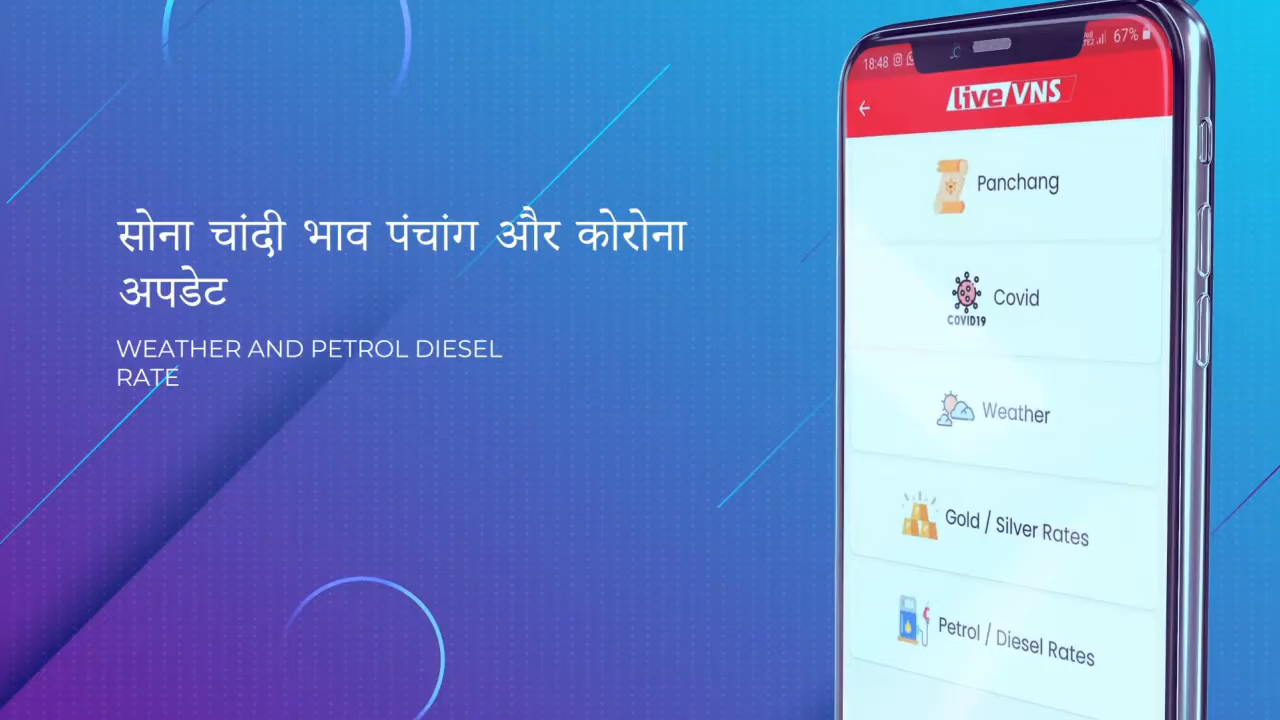 सोना चांदी भाव पंचांग और कोरोना
अपडेट
WEATHER AND PETROL DIESEL
RATE
18:48
67%
live VNS
Panchang
COVID19
Covid
Weather
Gold / Silver Rates
Petrol / Diesel Rates